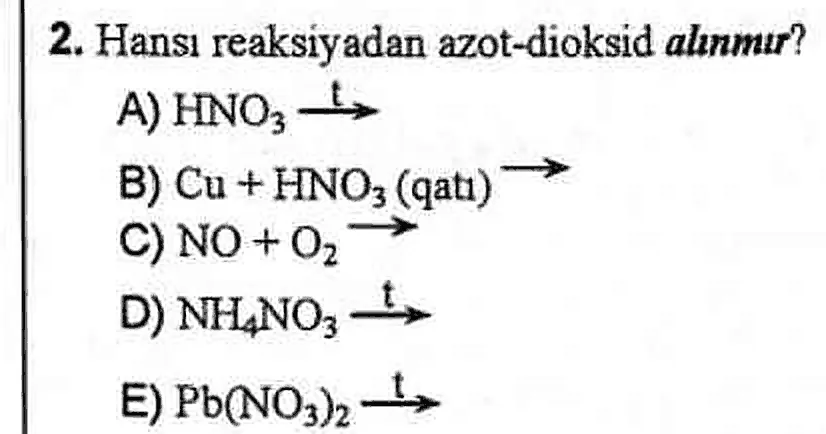 2. Hansı reaksiyadan azot-dioksid alınmır?
A) HNO₃ —t→
B) Cu + HNO₃ (qatı) →
C) NO + O₂ →
D) NH₄NO₃ —t→
E) Pb(NO₃)₂ —t→